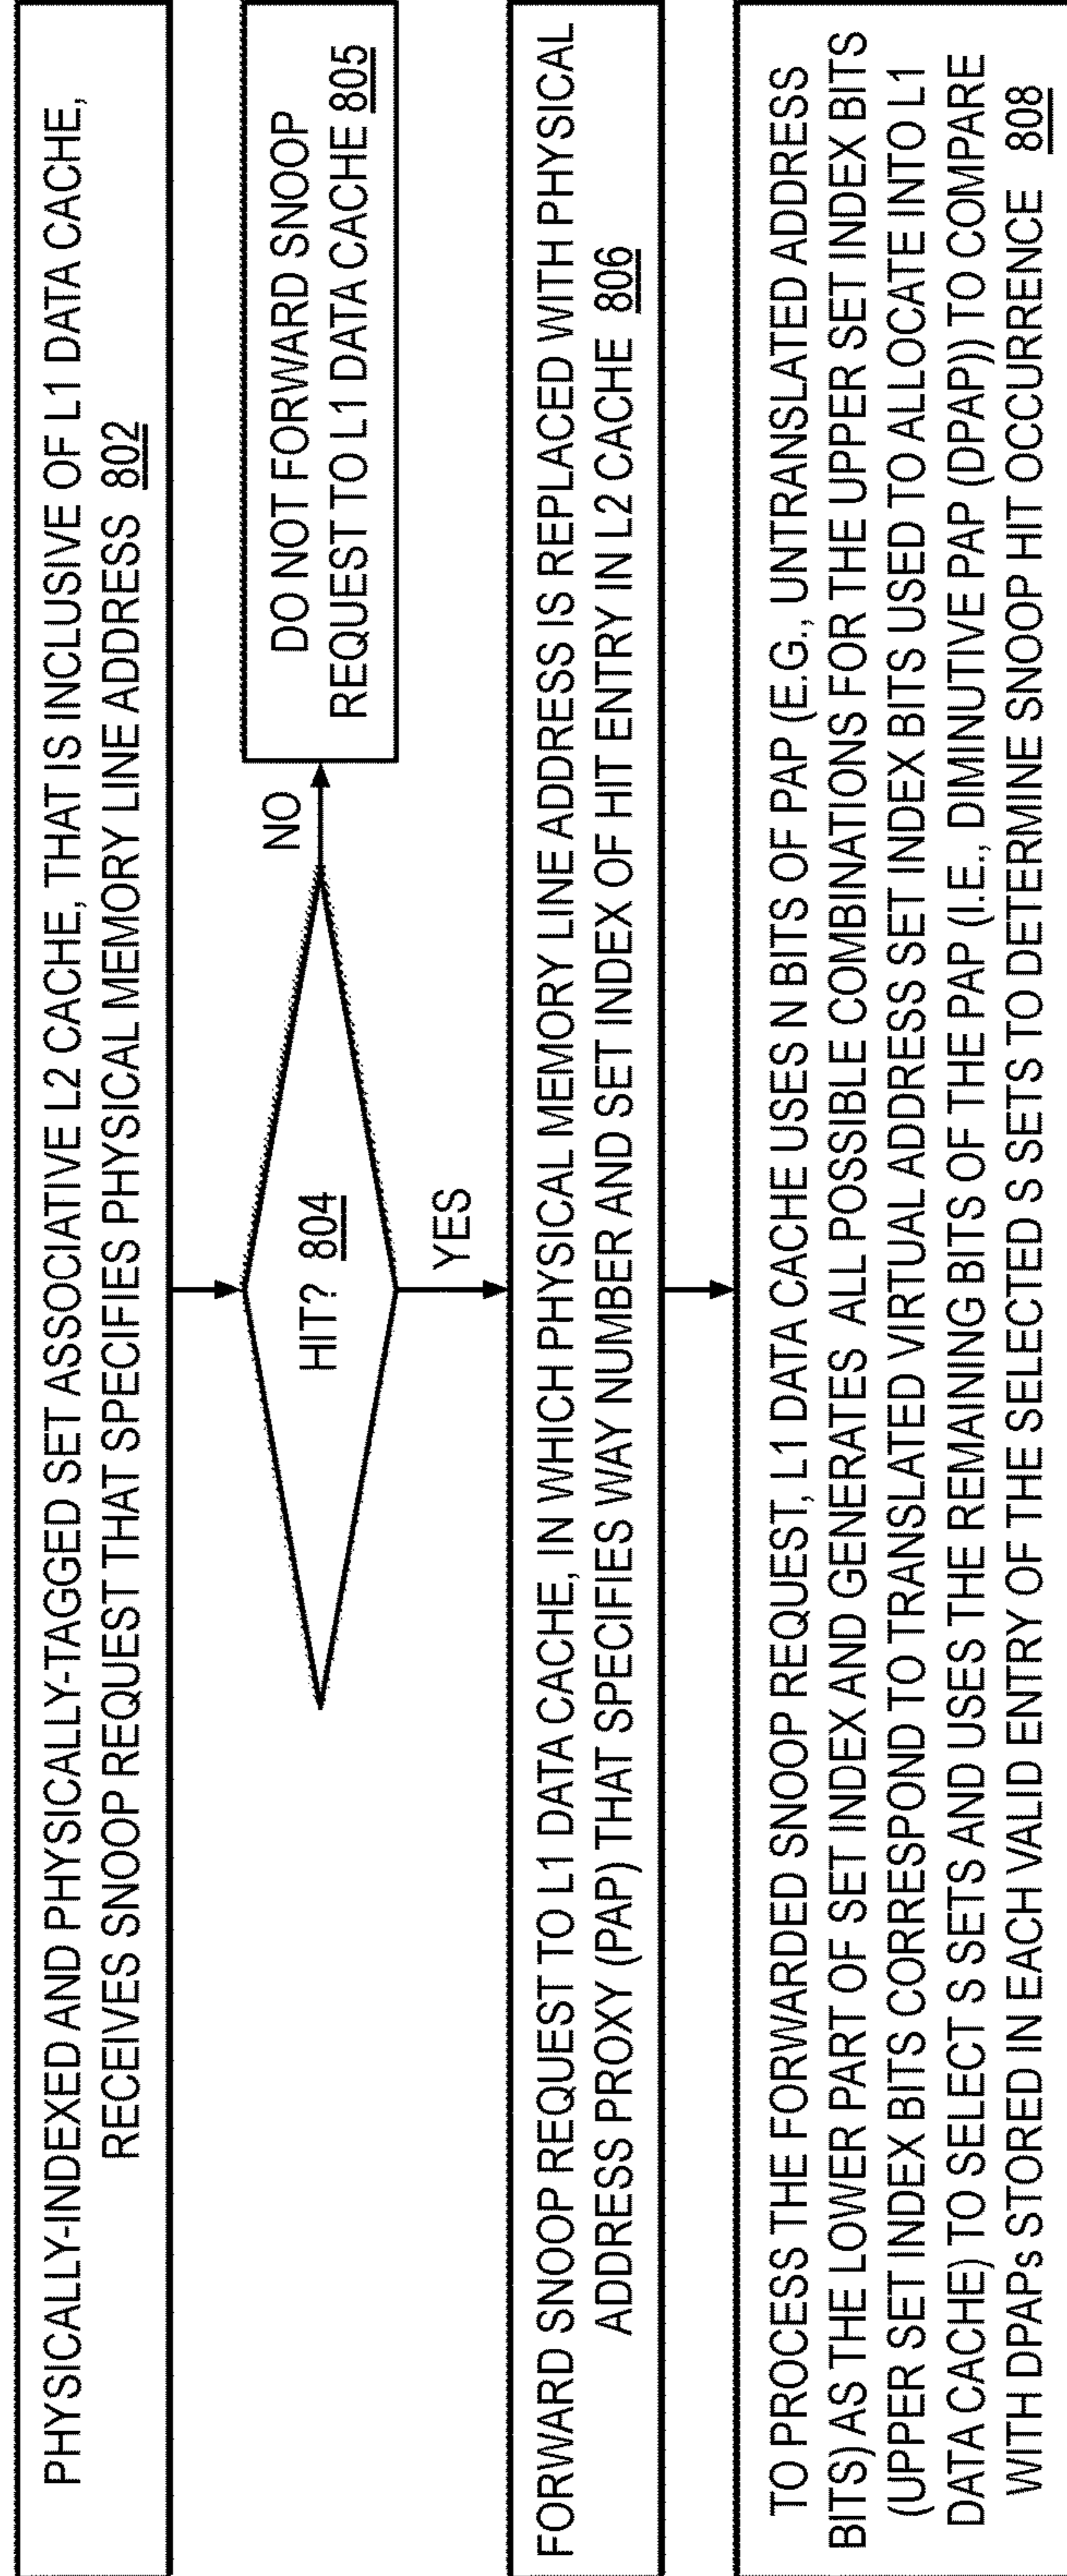 PHYSICALLY-INDEXED AND PHYSICALLY-TAGGED SET ASSOCIATIVE L2 CACHE, THAT IS INCLUSIVE OF L1 DATA CACHE,
RECEIVES SNOOP REQUEST THAT SPECIFIES PHYSICAL MEMORY LINE ADDRESS 802
HIT? 804
NO
DO NOT FORWARD SNOOP
REQUEST TO L1 DATA CACHE 805
YES
FORWARD SNOOP REQUEST TO L1 DATA CACHE, IN WHICH PHYSICAL MEMORY LINE ADDRESS IS REPLACED WITH PHYSICAL
ADDRESS PROXY (PAP) THAT SPECIFIES WAY NUMBER AND SET INDEX OF HIT ENTRY IN L2 CACHE 806
TO PROCESS THE FORWARDED SNOOP REQUEST, L1 DATA CACHE USES N BITS OF PAP (E.G., UNTRANSLATED ADDRESS
BITS) AS THE LOWER PART OF SET INDEX AND GENERATES ALL POSSIBLE COMBINATIONS FOR THE UPPER SET INDEX BITS
(UPPER SET INDEX BITS CORRESPOND TO TRANSLATED VIRTUAL ADDRESS SET INDEX BITS USED TO ALLOCATE INTO L1
DATA CACHE) TO SELECT S SETS AND USES THE REMAINING BITS OF THE PAP (I.E., DIMINUTIVE PAP (DPAP)) TO COMPARE
WITH DPAPs STORED IN EACH VALID ENTRY OF THE SELECTED S SETS TO DETERMINE SNOOP HIT OCCURRENCE 808